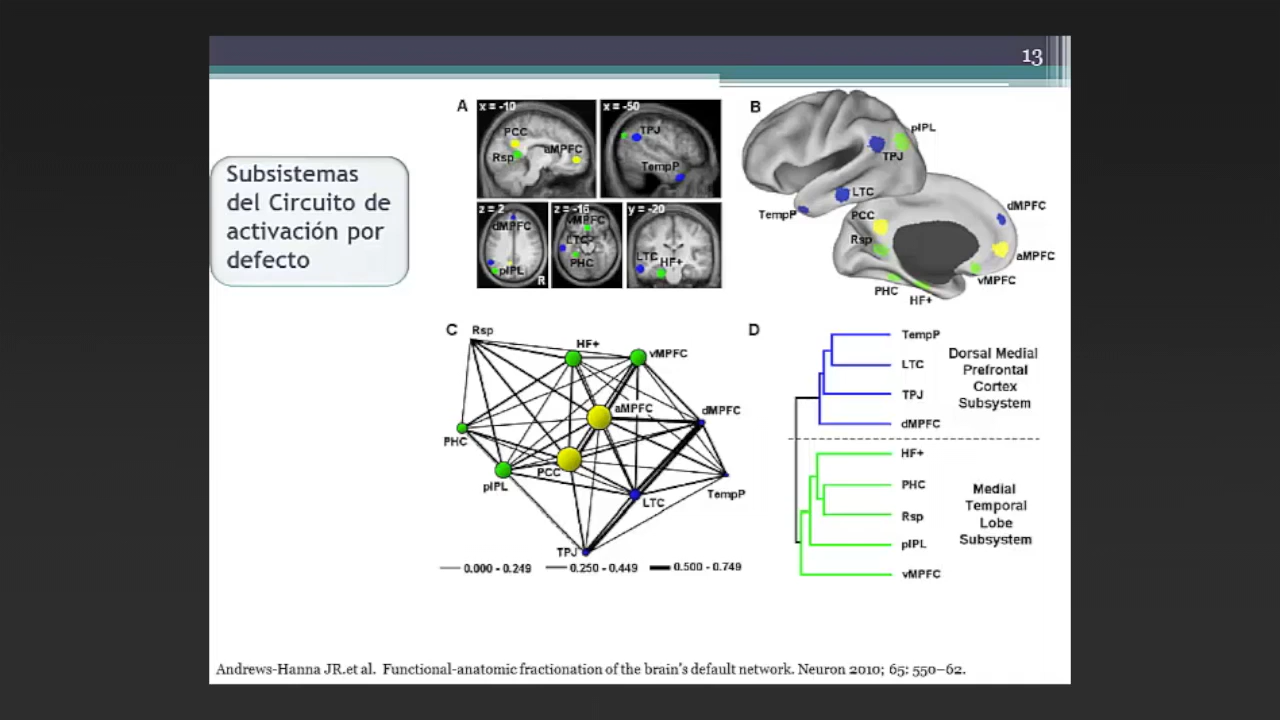 13
Subsistemas
del Circuito de
activación por
defecto
A
x = -10
PCC
Rsp
aMPFC
x = -50
TPJ
TempP
z = 2
dMPFC
pIPL
R
z = -16
vMPFC
LTC
PHC
y = -20
LTC
HF+
B
pIPL
TPJ
LTC
TempP
PCC
Rsp
dMPFC
aMPFC
vMPFC
PHC
HF+
C
Rsp
HF+
vMPFC
aMPFC
dMPFC
PHC
PCC
pIPL
LTC
TempP
TPJ
0.000 - 0.249
0.250 - 0.449
0.500 - 0.749
D
TempP
LTC
TPJ
dMPFC
Dorsal Medial
Prefrontal
Cortex
Subsystem
HF+
PHC
Rsp
pIPL
vMPFC
Medial
Temporal
Lobe
Subsystem
Andrews-Hanna JR.et al. Functional-anatomic fractionation of the brain's default network. Neuron 2010; 65: 550–62.